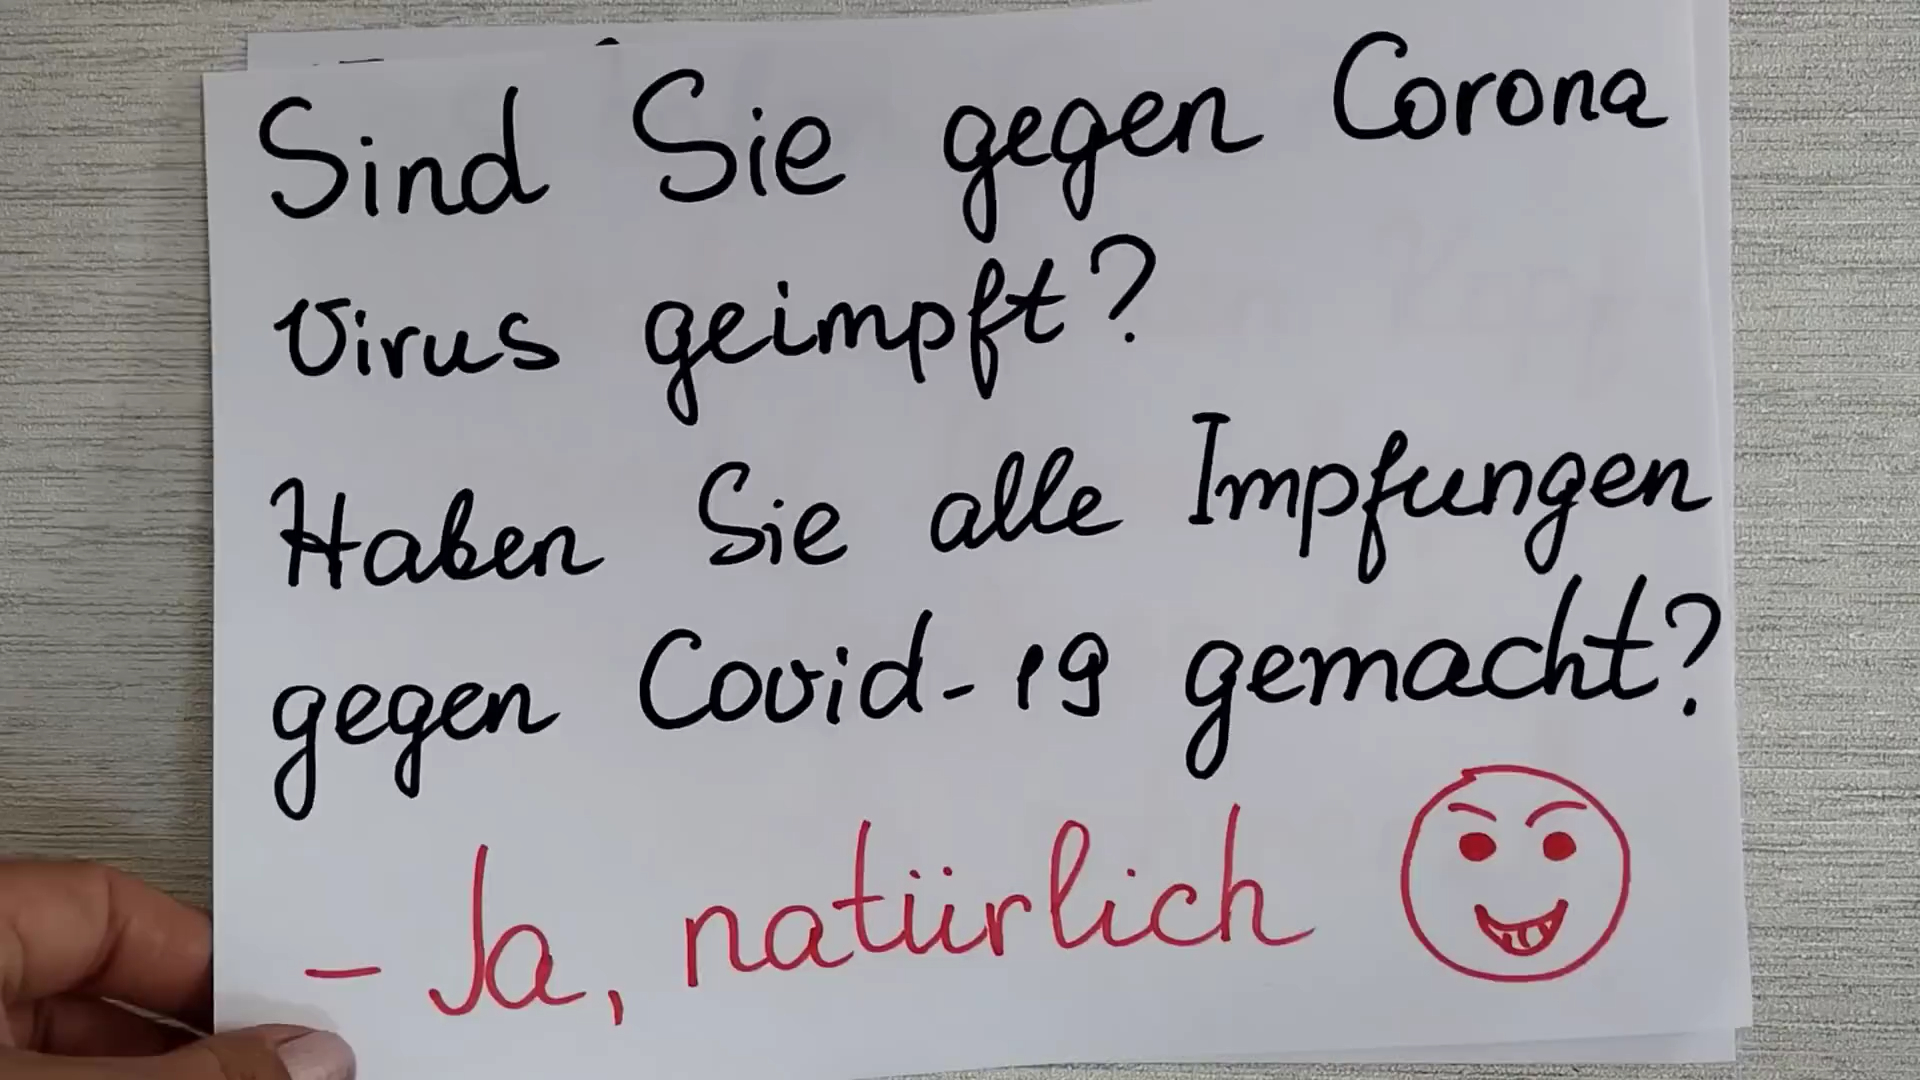 Sind Sie gegen Corona
Virus geimpft?
Haben Sie alle Impfungen
gegen Covid-19 gemacht?
- Ja, natürlich